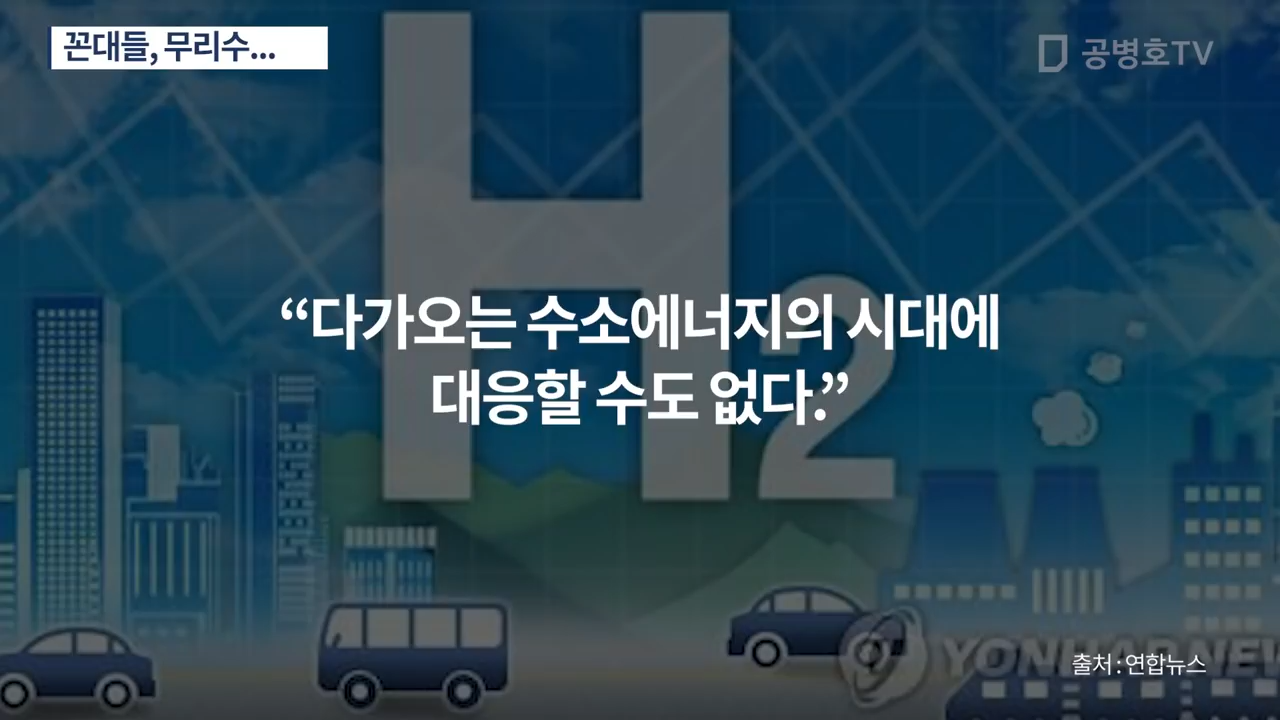 꼰대들, 무리수...
공병호TV
H2
“다가오는 수소에너지의 시대에
대응할 수도 없다.”
YONHAP NEW
출처 : 연합뉴스